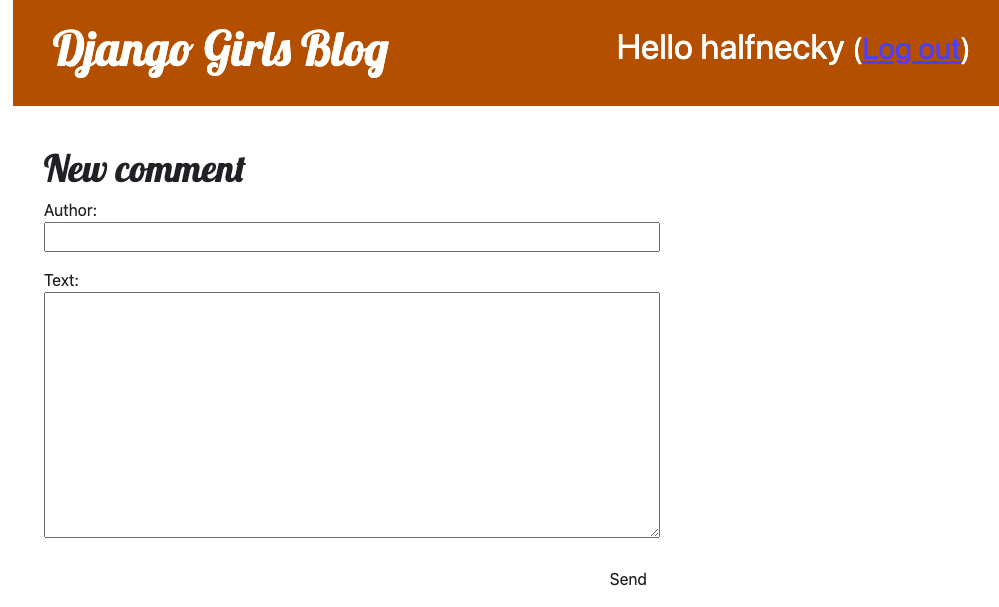 Django Girls Blog
Hello halfnecky (Log out)
New comment
Author:
Text:
Send